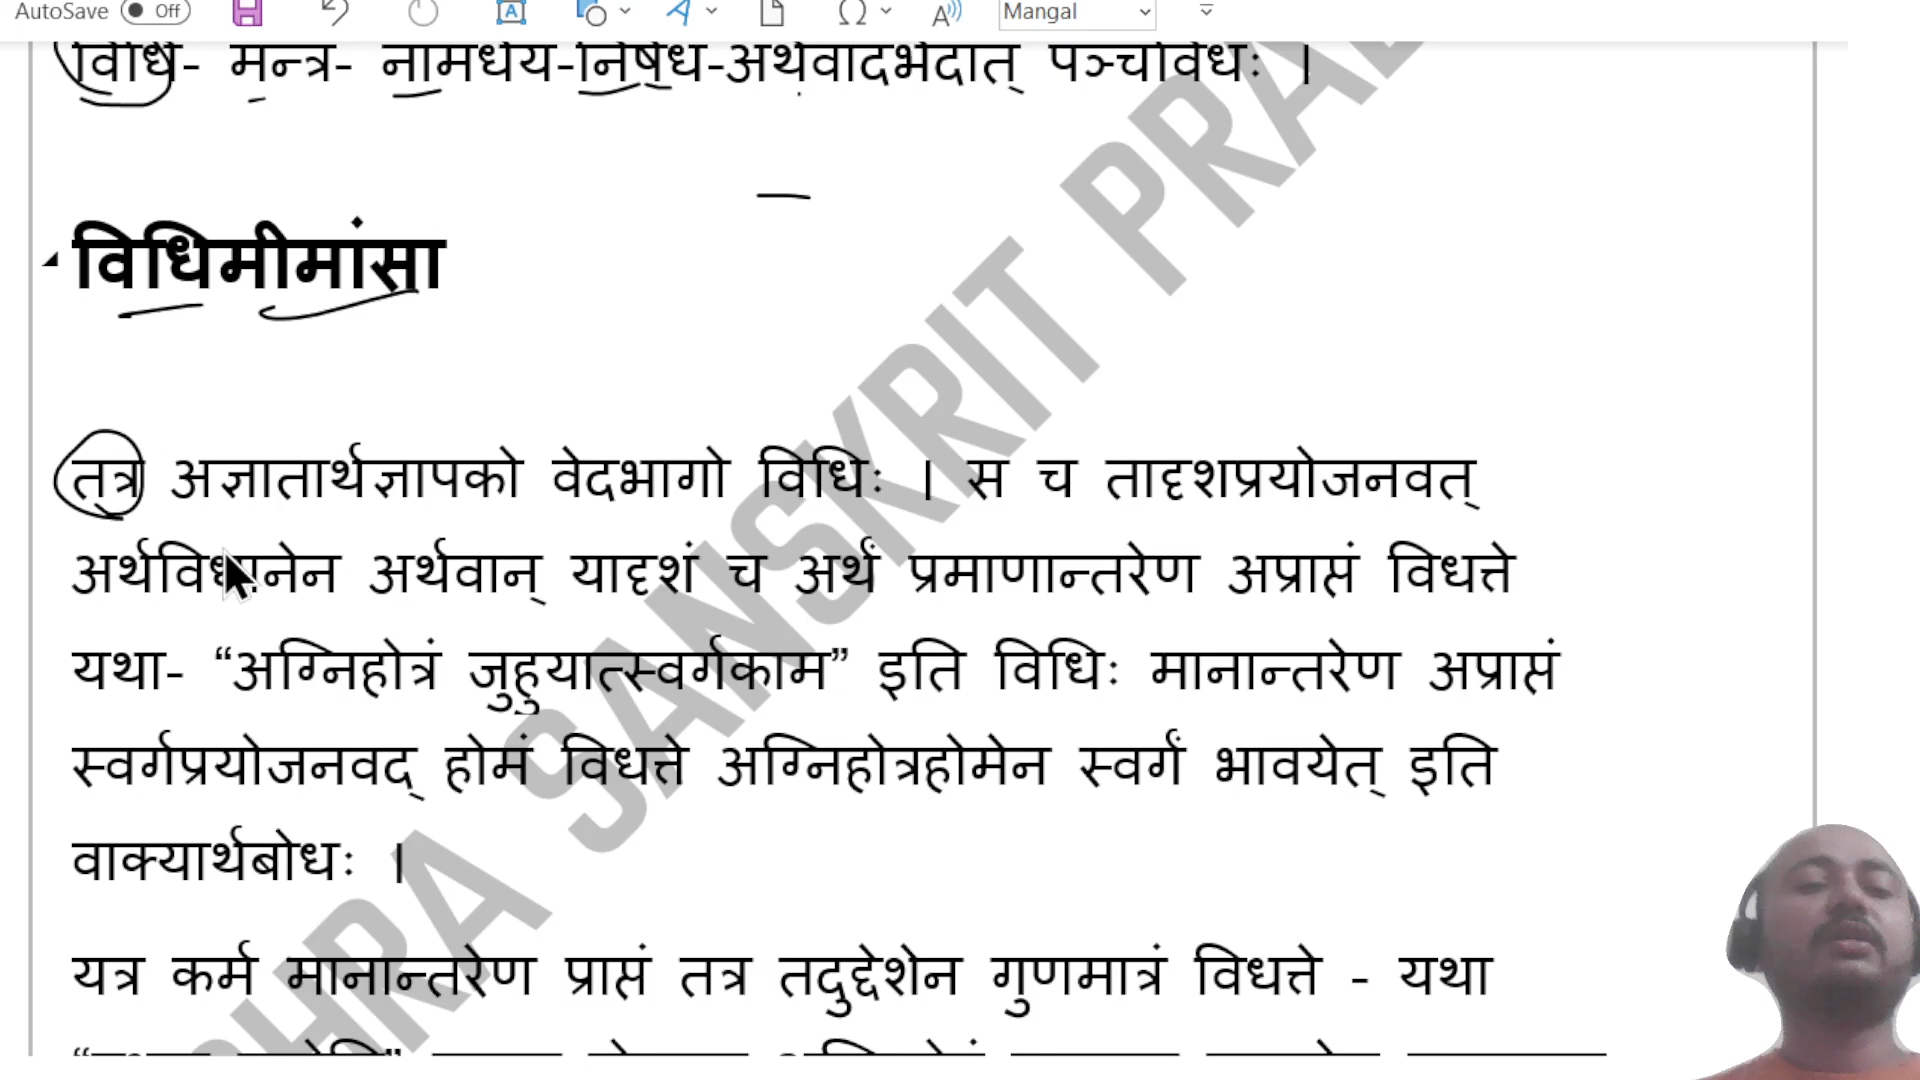 AutoSave Off Mangal
विधि- मन्त्र- नामधेय-निषेध-अर्थवादभेदात् पञ्चविधः ।
विधिमीमांसा
तत्र अज्ञातार्थज्ञापको वेदभागो विधिः । स च तादृशप्रयोजनवत्
अर्थविधानेन अर्थवान् यादृशं च अर्थं प्रमाणान्तरेण अप्राप्तं विधत्ते
यथा- “अग्निहोत्रं जुहुयात्स्वर्गकाम” इति विधिः मानान्तरेण अप्राप्तं
स्वर्गप्रयोजनवद् होमं विधत्ते अग्निहोत्रहोमेन स्वर्गं भावयेत् इति
वाक्यार्थबोधः ।
यत्र कर्म मानान्तरेण प्राप्तं तत्र तदुद्देशेन गुणमात्रं विधत्ते - यथा
SANSKRIT